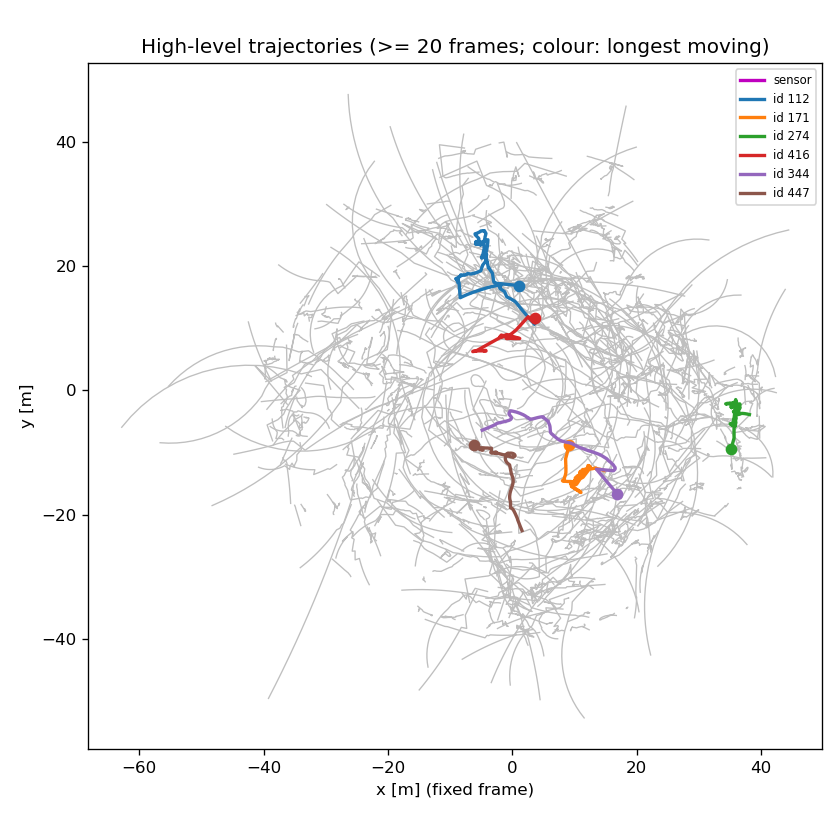 High-level trajectories (>= 20 frames; colour: longest moving)
sensor
id 112
id 171
id 274
id 416
id 344
id 447
40
20
0
−20
−40
y [m]
−60
−40
−20
0
20
40
x [m] (fixed frame)